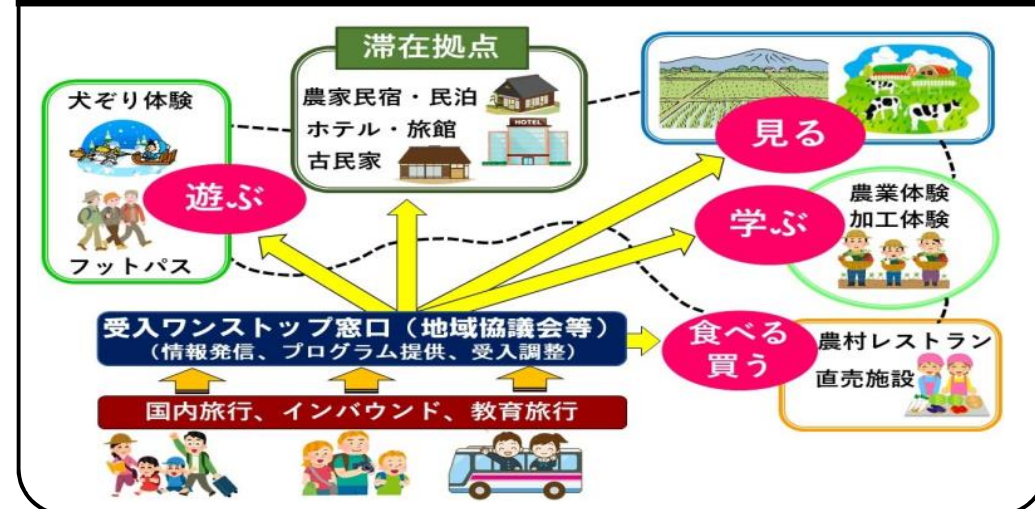 滞在拠点
農家民宿・民泊
ホテル・旅館
古民家
HOTEL
犬ぞり体験
遊ぶ
フットパス
見る
学ぶ
農業体験
加工体験
受入ワンストップ窓口（地域協議会等）
（情報発信、プログラム提供、受入調整）
食べる
買う
農村レストラン
直売施設
国内旅行、インバウンド、教育旅行